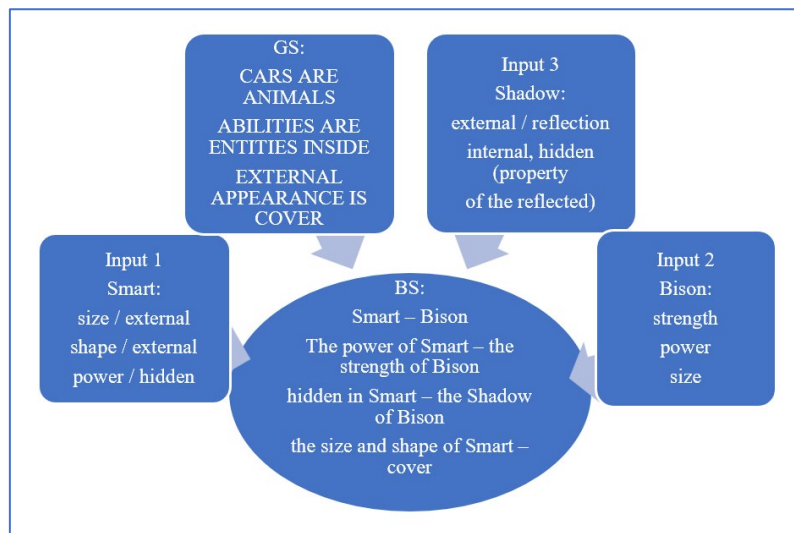 GS:
CARS ARE
ANIMALS
ABILITIES ARE
ENTITIES INSIDE
EXTERNAL
APPEARANCE IS
COVER
Input 3
Shadow:
external / reflection
internal, hidden
(property
of the reflected)
Input 1
Smart:
size / external
shape / external
power / hidden
BS:
Smart – Bison
The power of Smart – the
strength of Bison
hidden in Smart – the Shadow
of Bison
the size and shape of Smart –
cover
Input 2
Bison:
strength
power
size